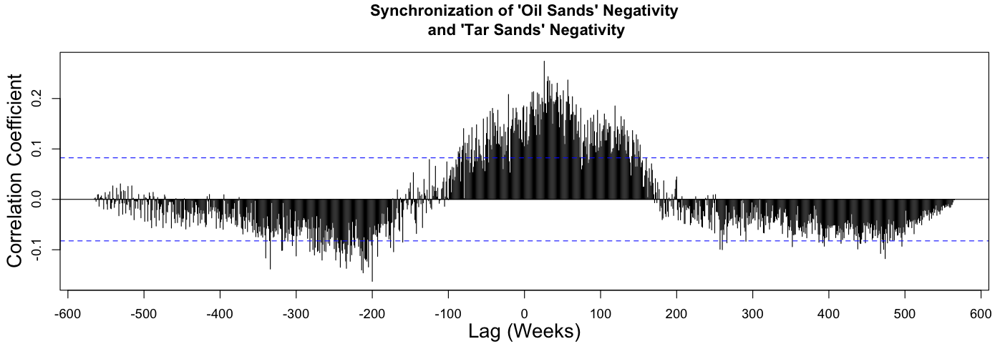 Synchronization of 'Oil Sands' Negativity
and 'Tar Sands' Negativity
Correlation Coefficient
0.2
0.1
0.0
-0.1
-600 -500 -400 -300 -200 -100 0 100 200 300 400 500 600
Lag (Weeks)